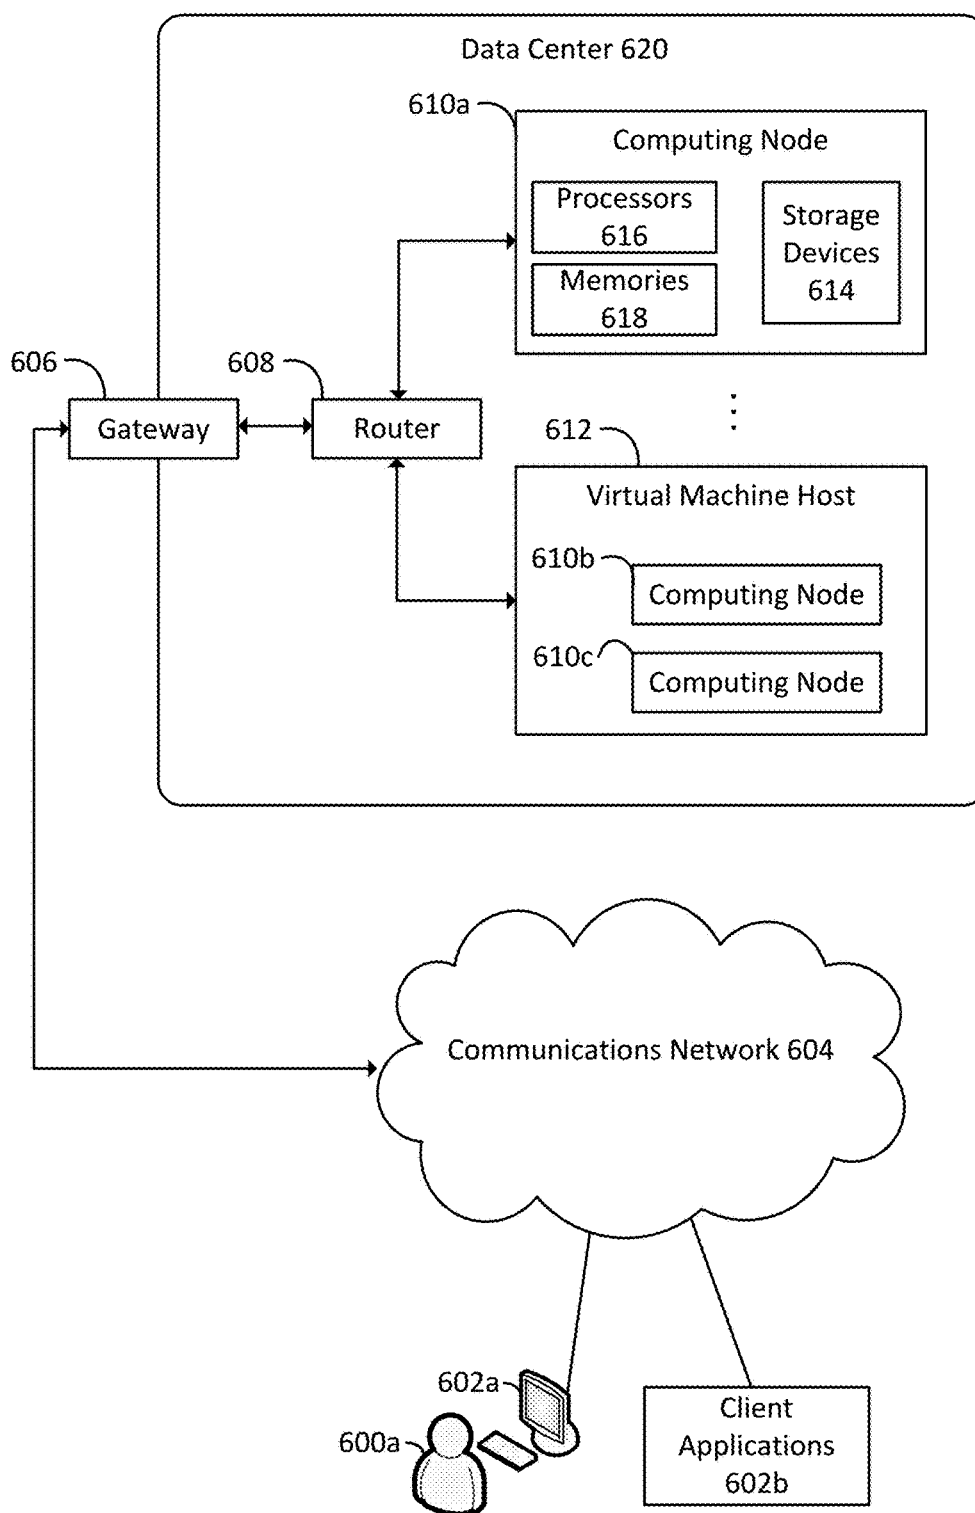 Data Center 620
610a
Computing Node
Processors
616
Storage
Devices
614
Memories
618
606
608
Gateway
Router
612
Virtual Machine Host
610b
Computing Node
610c
Computing Node
Communications Network 604
602a
600a
Client
Applications
602b